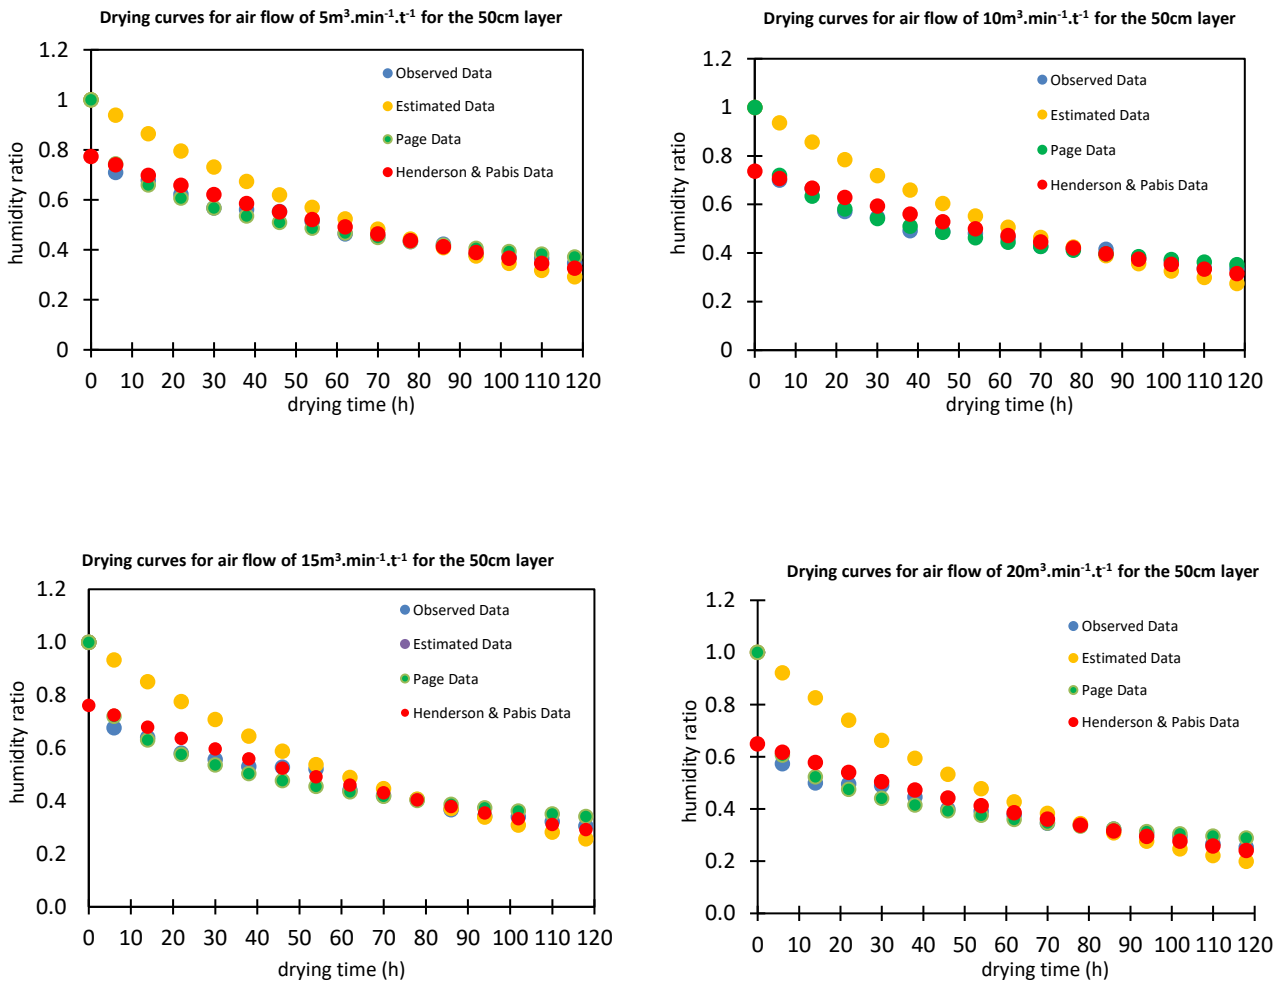 Drying curves for air flow of 5m³.min⁻¹.t⁻¹ for the 50cm layer
1.2
1
0.8
0.6
0.4
0.2
0
humidity ratio
Observed Data
Estimated Data
Page Data
Henderson & Pabis Data
0 10 20 30 40 50 60 70 80 90 100 110 120
drying time (h)
Drying curves for air flow of 10m³.min⁻¹.t⁻¹ for the 50cm layer
1.2
1
0.8
0.6
0.4
0.2
0
humidity ratio
Observed Data
Estimated Data
Page Data
Henderson & Pabis Data
0 10 20 30 40 50 60 70 80 90 100 110 120
drying time (h)
Drying curves for air flow of 15m³.min⁻¹.t⁻¹ for the 50cm layer
1.2
1.0
0.8
0.6
0.4
0.2
0.0
humidity ratio
Observed Data
Estimated Data
Page Data
Henderson & Pabis Data
0 10 20 30 40 50 60 70 80 90 100 110 120
drying time (h)
Drying curves for air flow of 20m³.min⁻¹.t⁻¹ for the 50cm layer
1.2
1.0
0.8
0.6
0.4
0.2
0.0
humidity ratio
Observed Data
Estimated Data
Page Data
Henderson & Pabis Data
0 10 20 30 40 50 60 70 80 90 100 110 120
drying time (h)